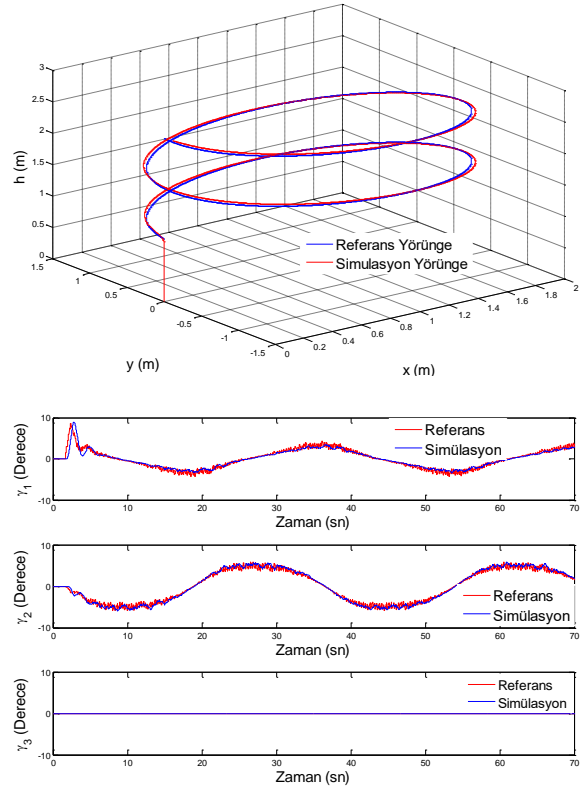 3
2.5
2
1.5
1
0.5
0
h (m)
1.5
1
0.5
0
-0.5
-1
-1.5
y (m)
0
0.2
0.4
0.6
0.8
1
1.2
1.4
1.6
1.8
2
x (m)
Referans Yörünge
Simulasyon Yörünge
10
0
-10
γ1 (Derece)
Referans
Simülasyon
0 10 20 30 40 50 60 70
Zaman (sn)
10
0
-10
γ2 (Derece)
Referans
Simülasyon
0 10 20 30 40 50 60 70
Zaman (sn)
10
0
-10
γ3 (Derece)
Referans
Simülasyon
0 10 20 30 40 50 60 70
Zaman (sn)